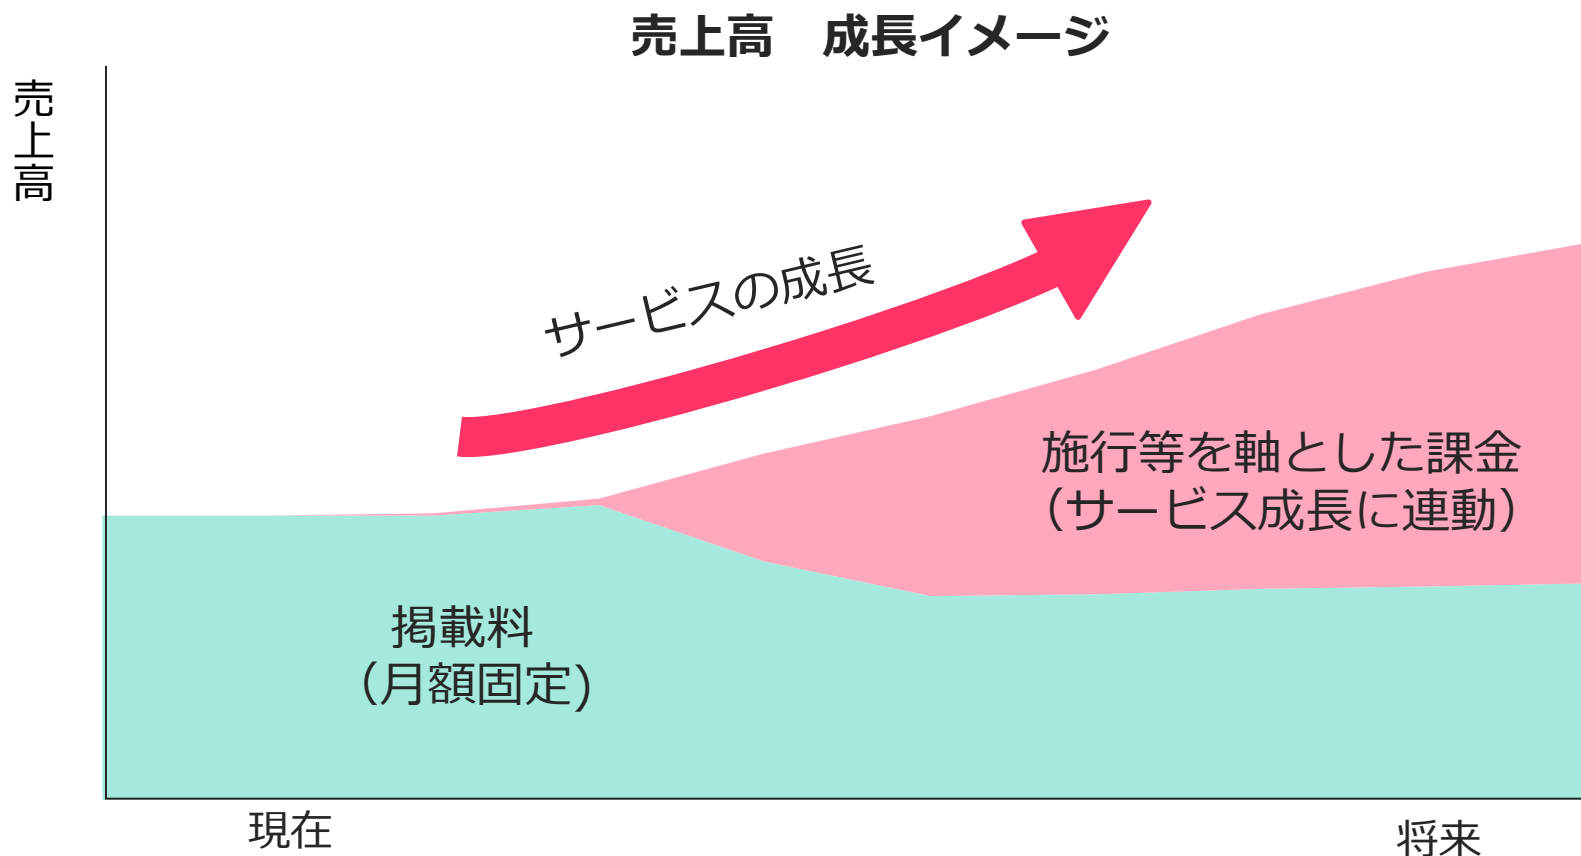 売上高　成長イメージ
売上高
サービスの成長
施行等を軸とした課金
（サービス成長に連動）
掲載料
（月額固定)
現在
将来